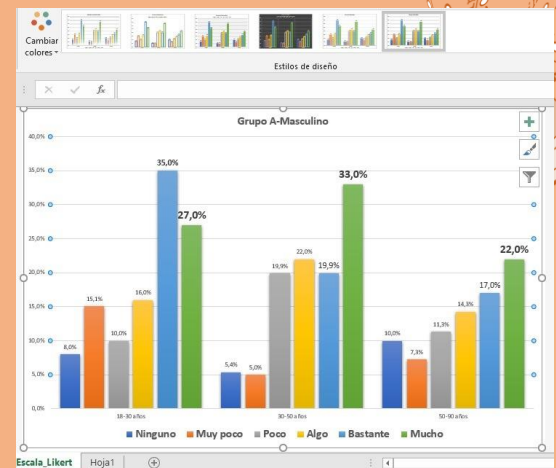 Cambiar
colores
Estilos de diseño
fx
Grupo A-Masculino
40,0%
35,0%
30,0%
25,0%
20,0%
15,0%
10,0%
5,0%
0,0%
8,0% 15,1% 10,0% 16,0% 35,0% 27,0%
5,4% 5,0% 19,9% 22,0% 19,9% 33,0%
10,0% 7,3% 11,3% 14,3% 17,0% 22,0%
18-30 años 30-50 años 50-90 años
Ninguno Muy poco Poco Algo Bastante Mucho
Escala_Likert Hoja1